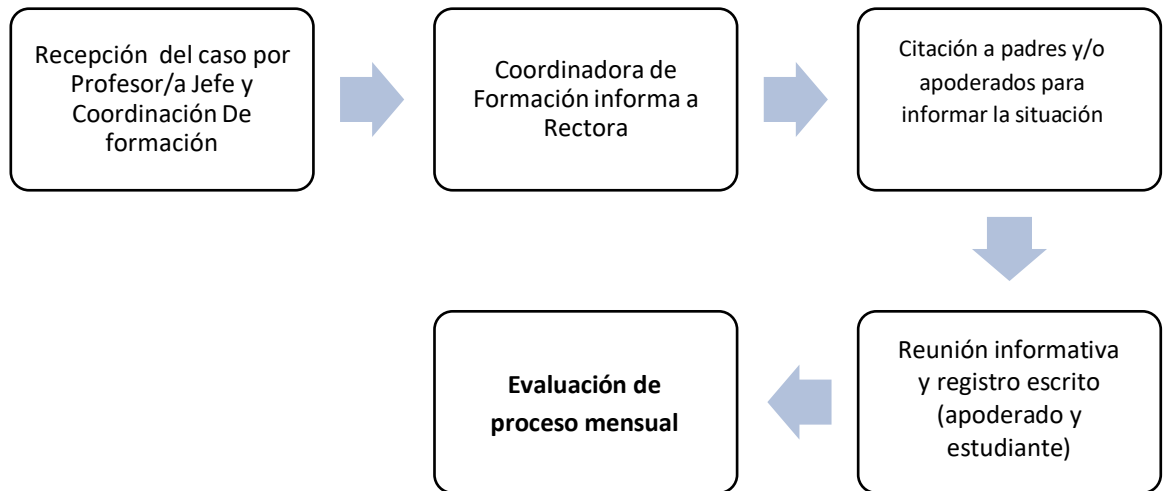 Recepción del caso por
Profesor/a Jefe y
Coordinación De
formación
Coordinadora de
Formación informa a
Rectora
Citación a padres y/o
apoderados para
informar la situación
Reunión informativa
y registro escrito
(apoderado y
estudiante)
Evaluación de
proceso mensual